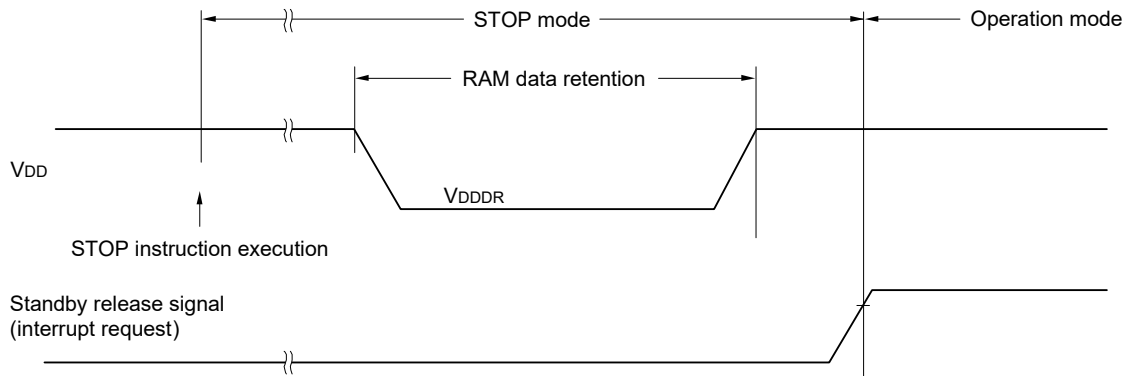 STOP mode
Operation mode
RAM data retention
VDD
VDDDR
STOP instruction execution
Standby release signal
(interrupt request)